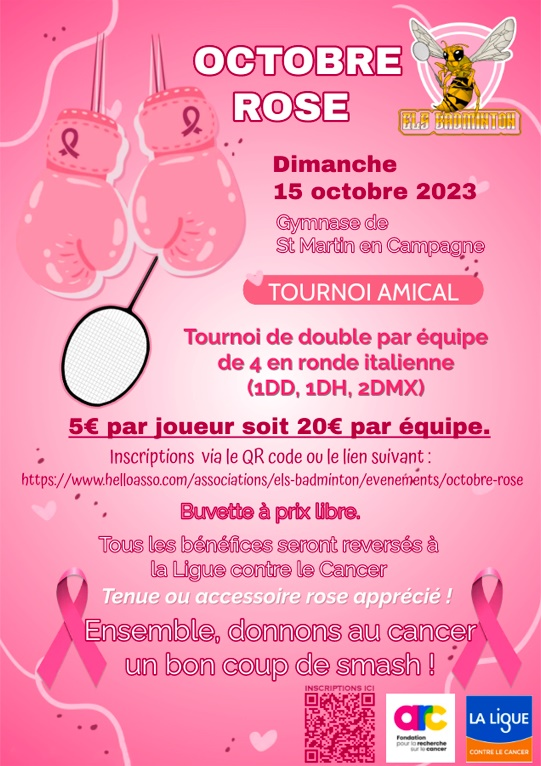 OCTOBRE
ROSE
ELS BADMINTON
Dimanche
15 octobre 2023
Gymnase de
St Martin en Campagne
TOURNOI AMICAL
Tournoi de double par équipe
de 4 en ronde italienne
(1DD, 1DH, 2DMX)
5€ par joueur soit 20€ par équipe.
Inscriptions via le QR code ou le lien suivant :
https://www.helloasso.com/associations/els-badminton/evenements/octobre-rose
Buvette à prix libre.
Tous les bénéfices seront reversés à
la Ligue contre le Cancer
Tenue ou accessoire rose apprécié !
Ensemble, donnons au cancer
un bon coup de smash !
INSCRIPTIONS ICI
arc
Fondation
pour la recherche
sur le cancer
LA LIGUE
CONTRE LE CANCER